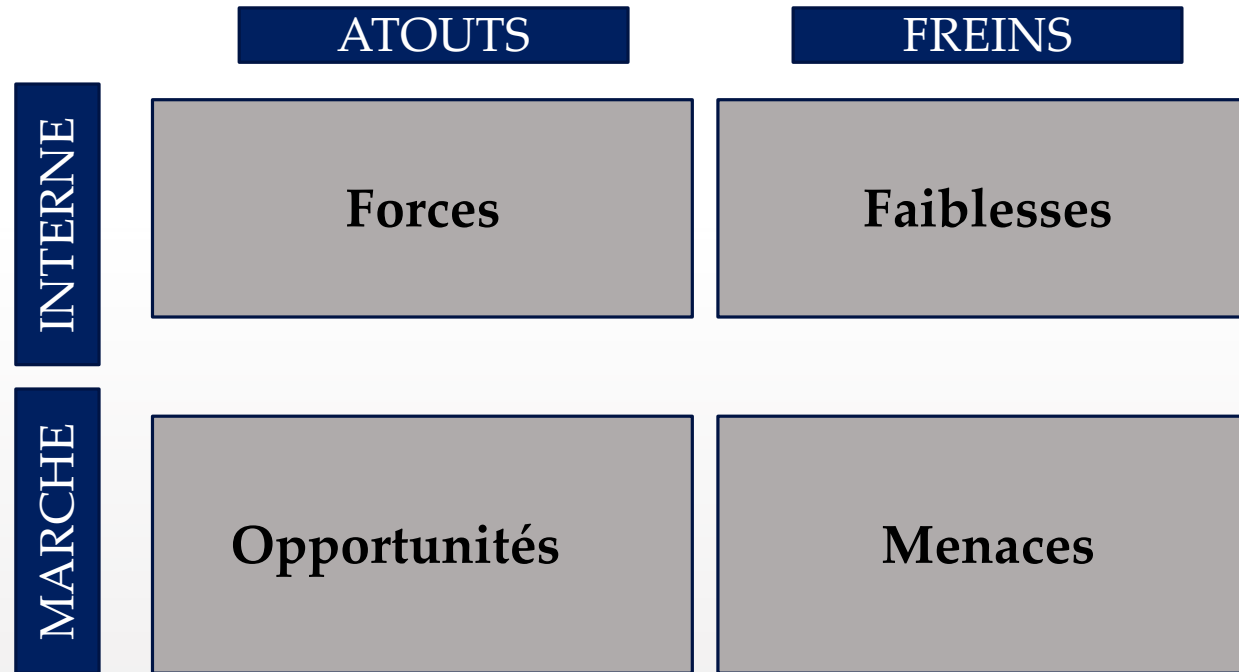 ATOUTS
FREINS
INTERNE
Forces
Faiblesses
MARCHE
Opportunités
Menaces